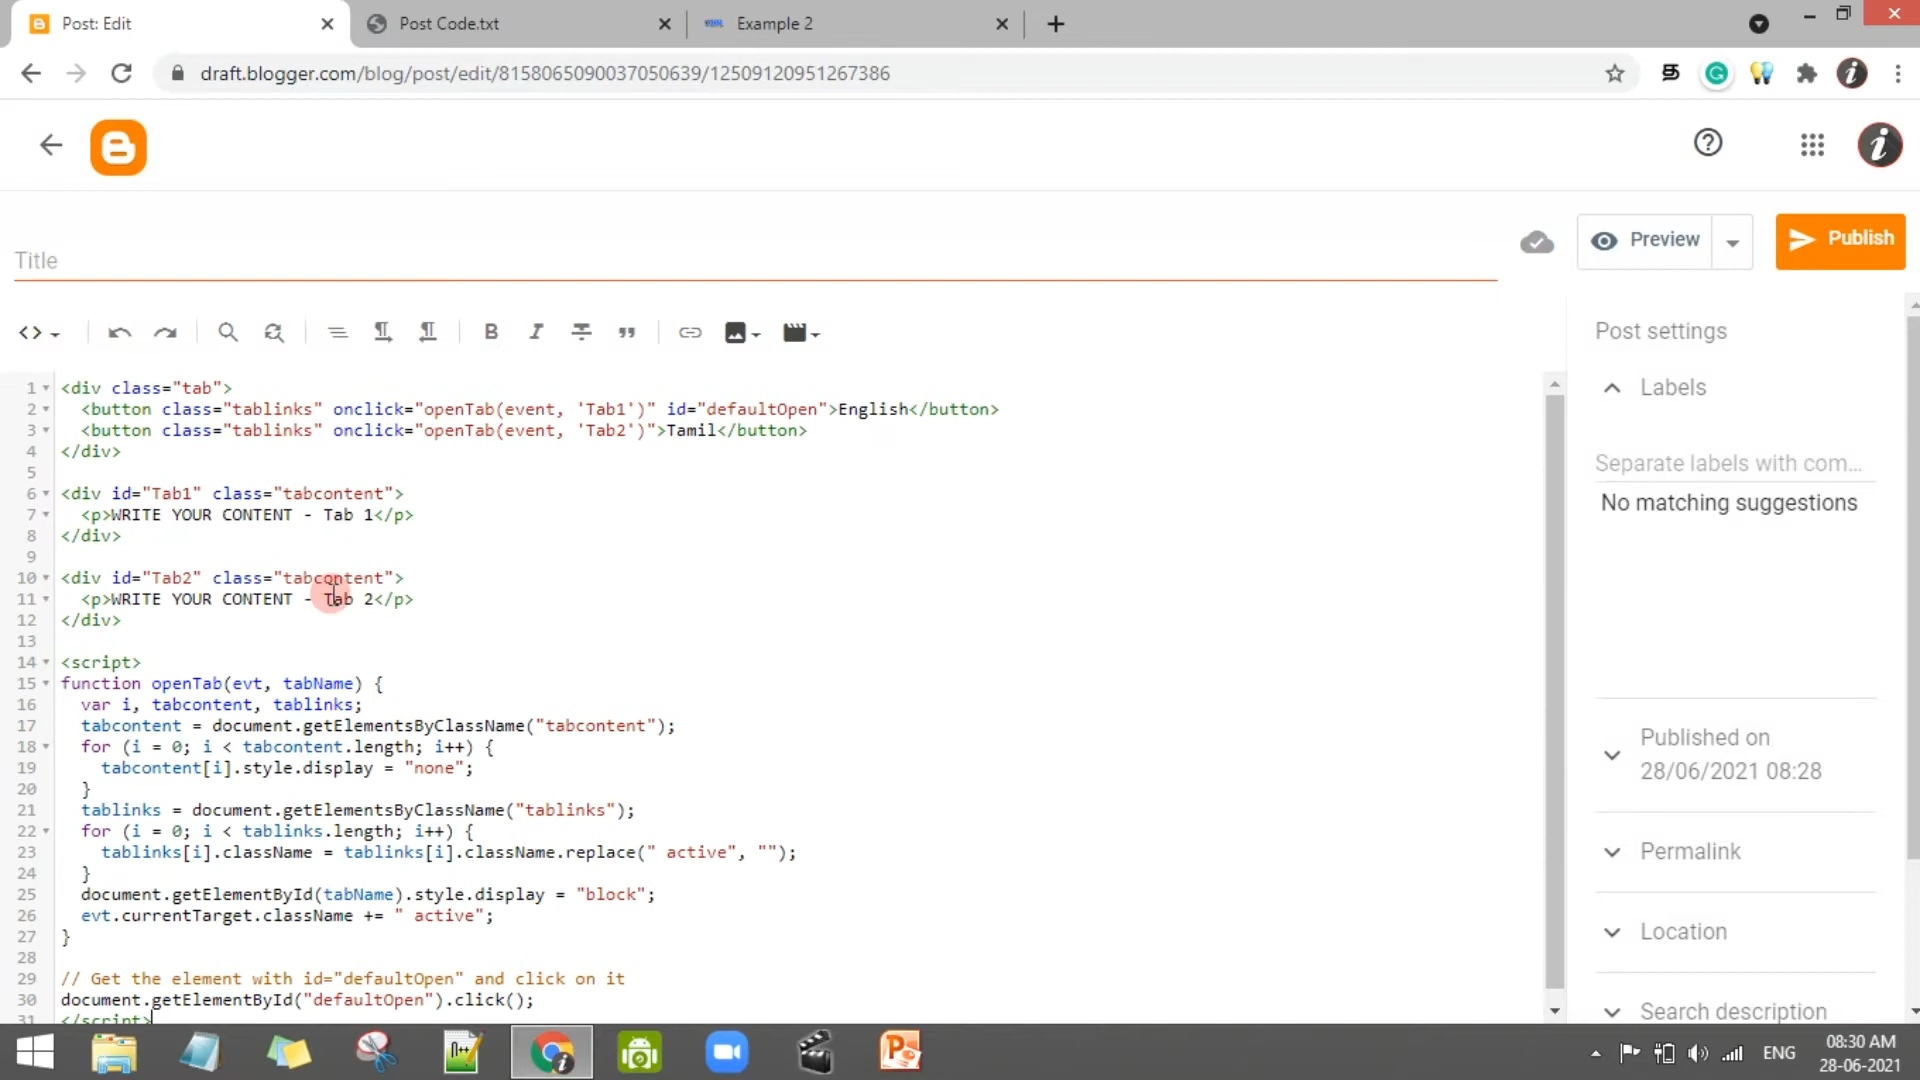 Post: Edit
Post Code.txt
Example 2
draft.blogger.com/blog/post/edit/8158065090037050639/12509120951267386
Title
Preview
Publish
Post settings
Labels
Separate labels with com...
No matching suggestions
Published on
28/06/2021 08:28
Permalink
Location
Search description
1 <div class="tab">
2   <button class="tablinks" onclick="openTab(event, 'Tab1')" id="defaultOpen">English</button>
3   <button class="tablinks" onclick="openTab(event, 'Tab2')">Tamil</button>
4 </div>
5
6 <div id="Tab1" class="tabcontent">
7   <p>WRITE YOUR CONTENT - Tab 1</p>
8 </div>
9
10 <div id="Tab2" class="tabcontent">
11   <p>WRITE YOUR CONTENT - Tab 2</p>
12 </div>
13
14 <script>
15 function openTab(evt, tabName) {
16   var i, tabcontent, tablinks;
17   tabcontent = document.getElementsByClassName("tabcontent");
18   for (i = 0; i < tabcontent.length; i++) {
19     tabcontent[i].style.display = "none";
20   }
21   tablinks = document.getElementsByClassName("tablinks");
22   for (i = 0; i < tablinks.length; i++) {
23     tablinks[i].className = tablinks[i].className.replace(" active", "");
24   }
25   document.getElementById(tabName).style.display = "block";
26   evt.currentTarget.className += " active";
27 }
28
29 // Get the element with id="defaultOpen" and click on it
30 document.getElementById("defaultOpen").click();
31 </script>
ENG
08:30 AM
28-06-2021